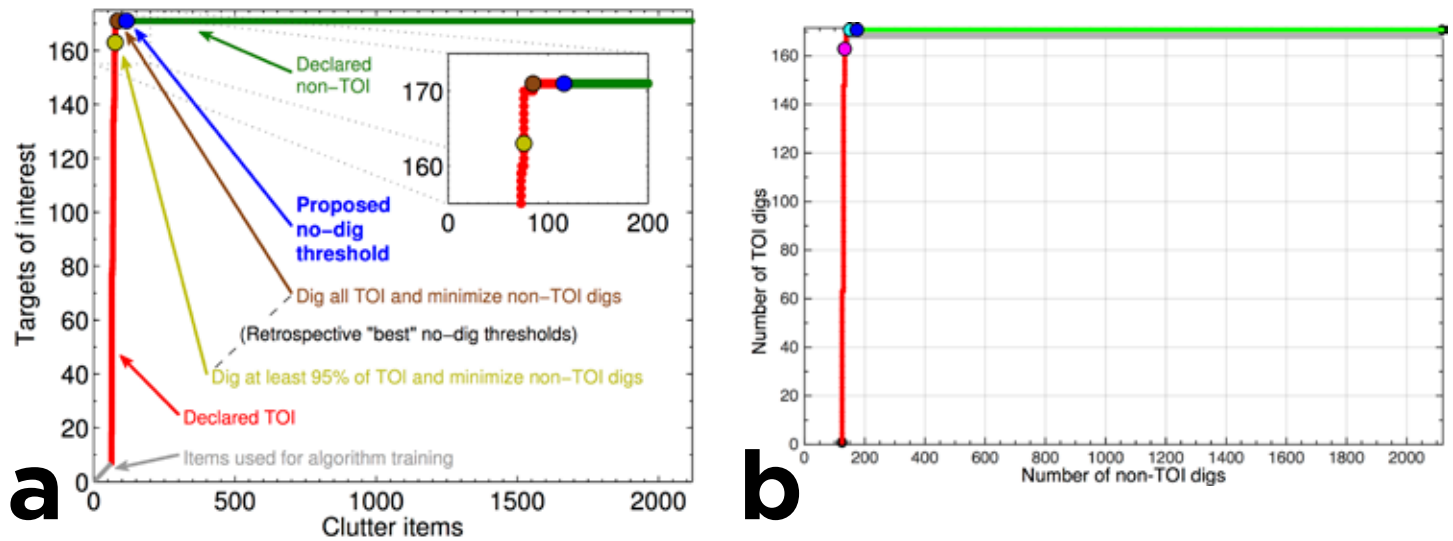 160
140
120
100
80
60
40
20
0
Targets of interest
Declared
non−TOI
170
160
0
100
200
Proposed
no−dig
threshold
Dig all TOI and minimize non−TOI digs
(Retrospective "best" no−dig thresholds)
Dig at least 95% of TOI and minimize non−TOI digs
Declared TOI
Items used for algorithm training
0
500
1000
1500
2000
Clutter items
a
160
140
120
100
80
60
40
20
0
Number of TOI digs
0
200
400
600
800
1000
1200
1400
1600
1800
2000
Number of non-TOI digs
b